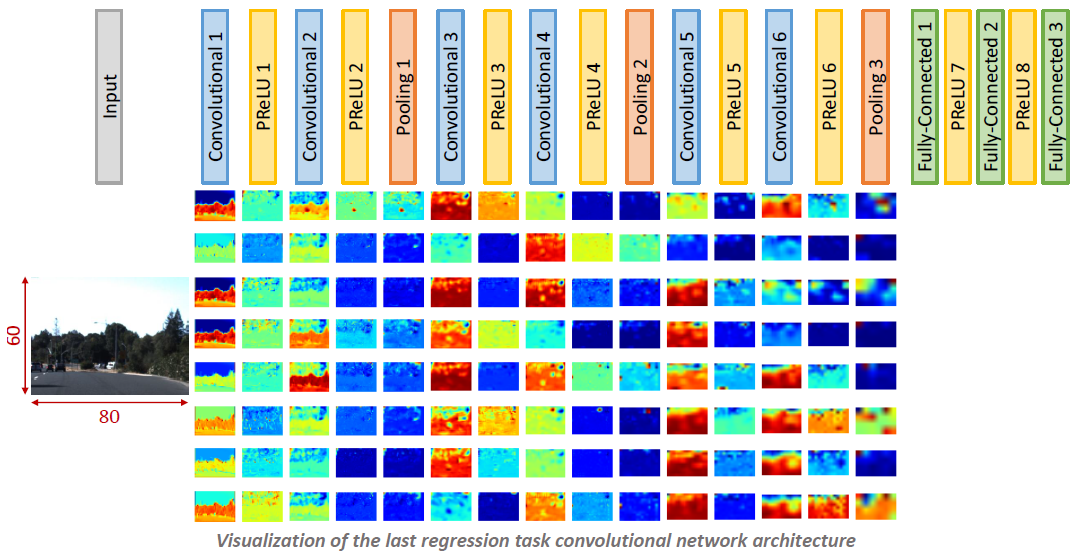 Input
Convolutional 1
PReLU 1
Convolutional 2
PReLU 2
Pooling 1
Convolutional 3
PReLU 3
Convolutional 4
PReLU 4
Pooling 2
Convolutional 5
PReLU 5
Convolutional 6
PReLU 6
Pooling 3
Fully-Connected 1
PReLU 7
Fully-Connected 2
PReLU 8
Fully-Connected 3
60
80
Visualization of the last regression task convolutional network architecture